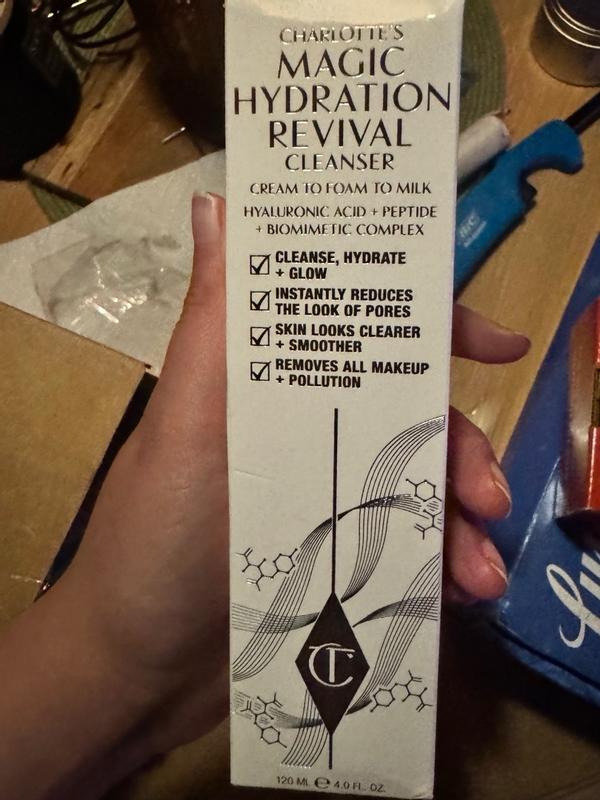 CHARLOTTE'S
MAGIC
HYDRATION
REVIVAL
CLEANSER
CREAM TO FOAM TO MILK
HYALURONIC ACID + PEPTIDE
+ BIOMIMETIC COMPLEX
CLEANSE, HYDRATE
+ GLOW
INSTANTLY REDUCES
THE LOOK OF PORES
SKIN LOOKS CLEARER
+ SMOOTHER
REMOVES ALL MAKEUP
+ POLLUTION
CT
120 ML ℮ 4.0 FL. OZ.
BIC